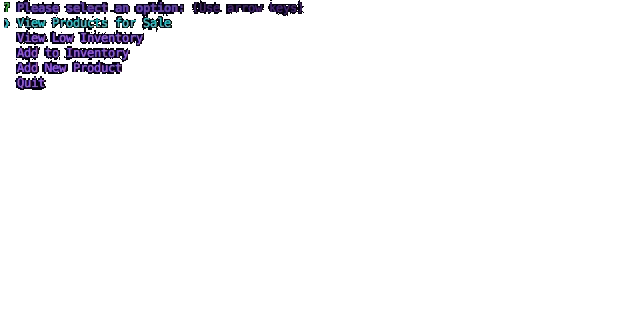 ? Please select an option: (Use arrow keys)
❯ View Products for Sale
View Low Inventory
Add to Inventory
Add New Product
Quit